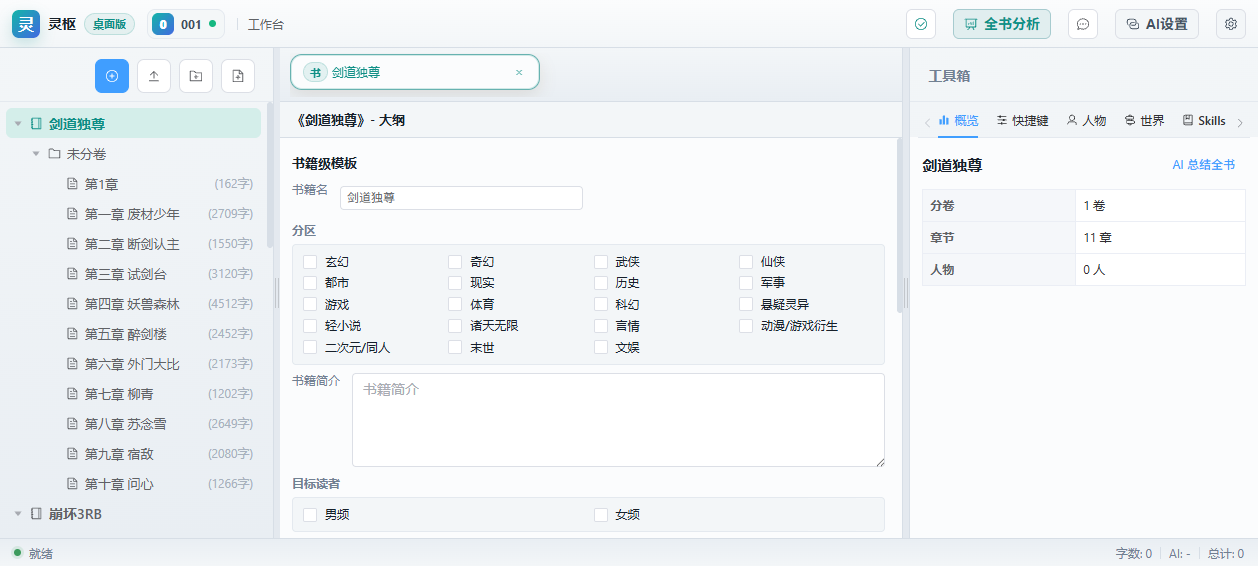 灵 灵枢 桌面版 0 001 工作台 全书分析 AI设置
剑道独尊
未分卷
第1章 (162字)
第一章 废材少年 (2709字)
第二章 断剑认主 (1550字)
第三章 试剑台 (3120字)
第四章 妖兽森林 (4512字)
第五章 醉剑楼 (2452字)
第六章 外门大比 (2173字)
第七章 柳青 (1202字)
第八章 苏念雪 (2649字)
第九章 宿敌 (2080字)
第十章 问心 (1266字)
崩坏3RB
书 剑道独尊 ×
《剑道独尊》- 大纲
书籍级模板
书籍名 剑道独尊
分区
玄幻 奇幻 武侠 仙侠
都市 现实 历史 军事
游戏 体育 科幻 悬疑灵异
轻小说 诸天无限 言情 动漫/游戏衍生
二次元/同人 末世 文娱
书籍简介 书籍简介
目标读者
男频 女频
工具箱
概览 快捷键 人物 世界 Skills
剑道独尊 AI 总结全书
分卷 1 卷
章节 11 章
人物 0 人
就绪 字数: 0 AI: - 总计: 0